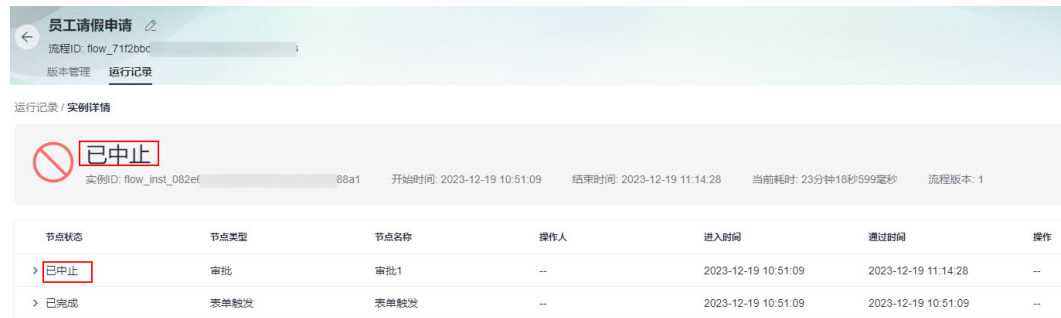 员工请假申请
流程ID: flow_71f2bbc
版本管理 运行记录
运行记录 / 实例详情
已中止
实例ID: flow_inst_082e6 88a1 开始时间: 2023-12-19 10:51:09 结束时间: 2023-12-19 11:14:28 当前耗时: 23分钟18秒599毫秒 流程版本: 1
节点状态 节点类型 节点名称 操作人 进入时间 通过时间 操作
已中止 审批 审批1 -- 2023-12-19 10:51:09 2023-12-19 11:14:28 --
已完成 表单触发 表单触发 -- 2023-12-19 10:51:09 2023-12-19 10:51:09 --